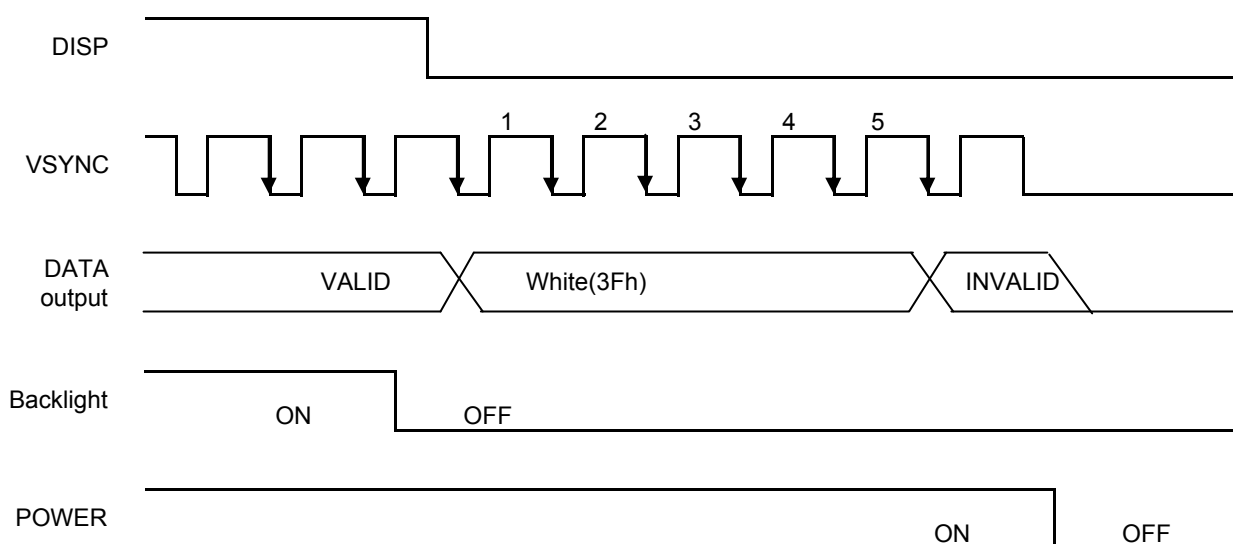 DISP
1 2 3 4 5
VSYNC
DATA
output
VALID White(3Fh) INVALID
Backlight
ON OFF
POWER
ON OFF